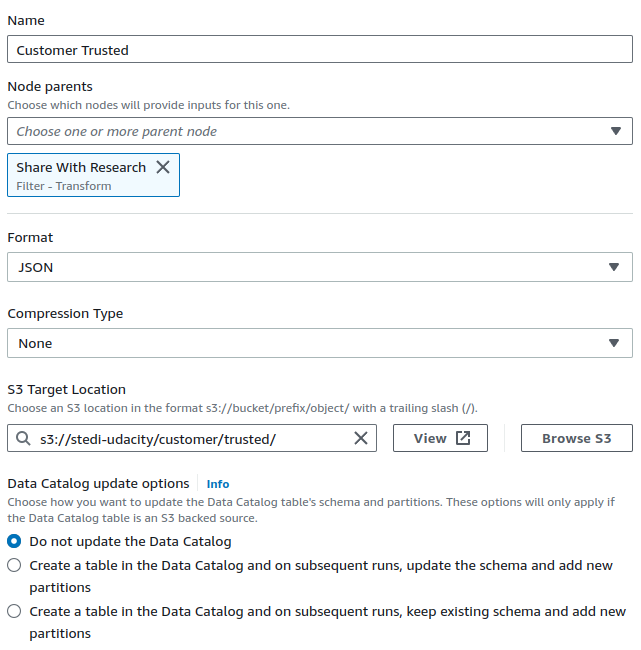 Name
Customer Trusted
Node parents
Choose which nodes will provide inputs for this one.
Choose one or more parent node
Share With Research
Filter - Transform
Format
JSON
Compression Type
None
S3 Target Location
Choose an S3 location in the format s3://bucket/prefix/object/ with a trailing slash (/).
s3://stedi-udacity/customer/trusted/
View
Browse S3
Data Catalog update options Info
Choose how you want to update the Data Catalog table's schema and partitions. These options will only apply if
the Data Catalog table is an S3 backed source.
Do not update the Data Catalog
Create a table in the Data Catalog and on subsequent runs, update the schema and add new
partitions
Create a table in the Data Catalog and on subsequent runs, keep existing schema and add new
partitions